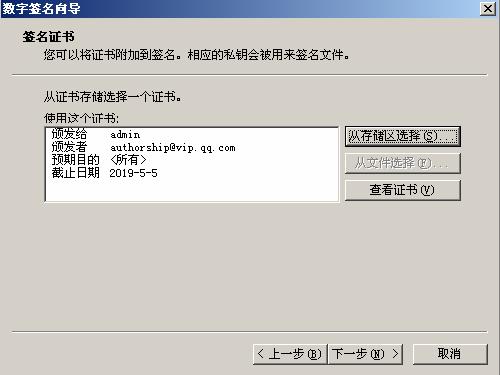 数字签名向导
签名证书
您可以将证书附加到签名。相应的私钥会被用来签名文件。
从证书存储选择一个证书。
使用这个证书:
颁发给 admin
颁发者 authorship@vip.qq.com
预期目的 <所有>
截止日期 2019-5-5
从存储区选择(S)...
从文件选择(F)...
查看证书(V)
< 上一步(B) 下一步(N) > 取消